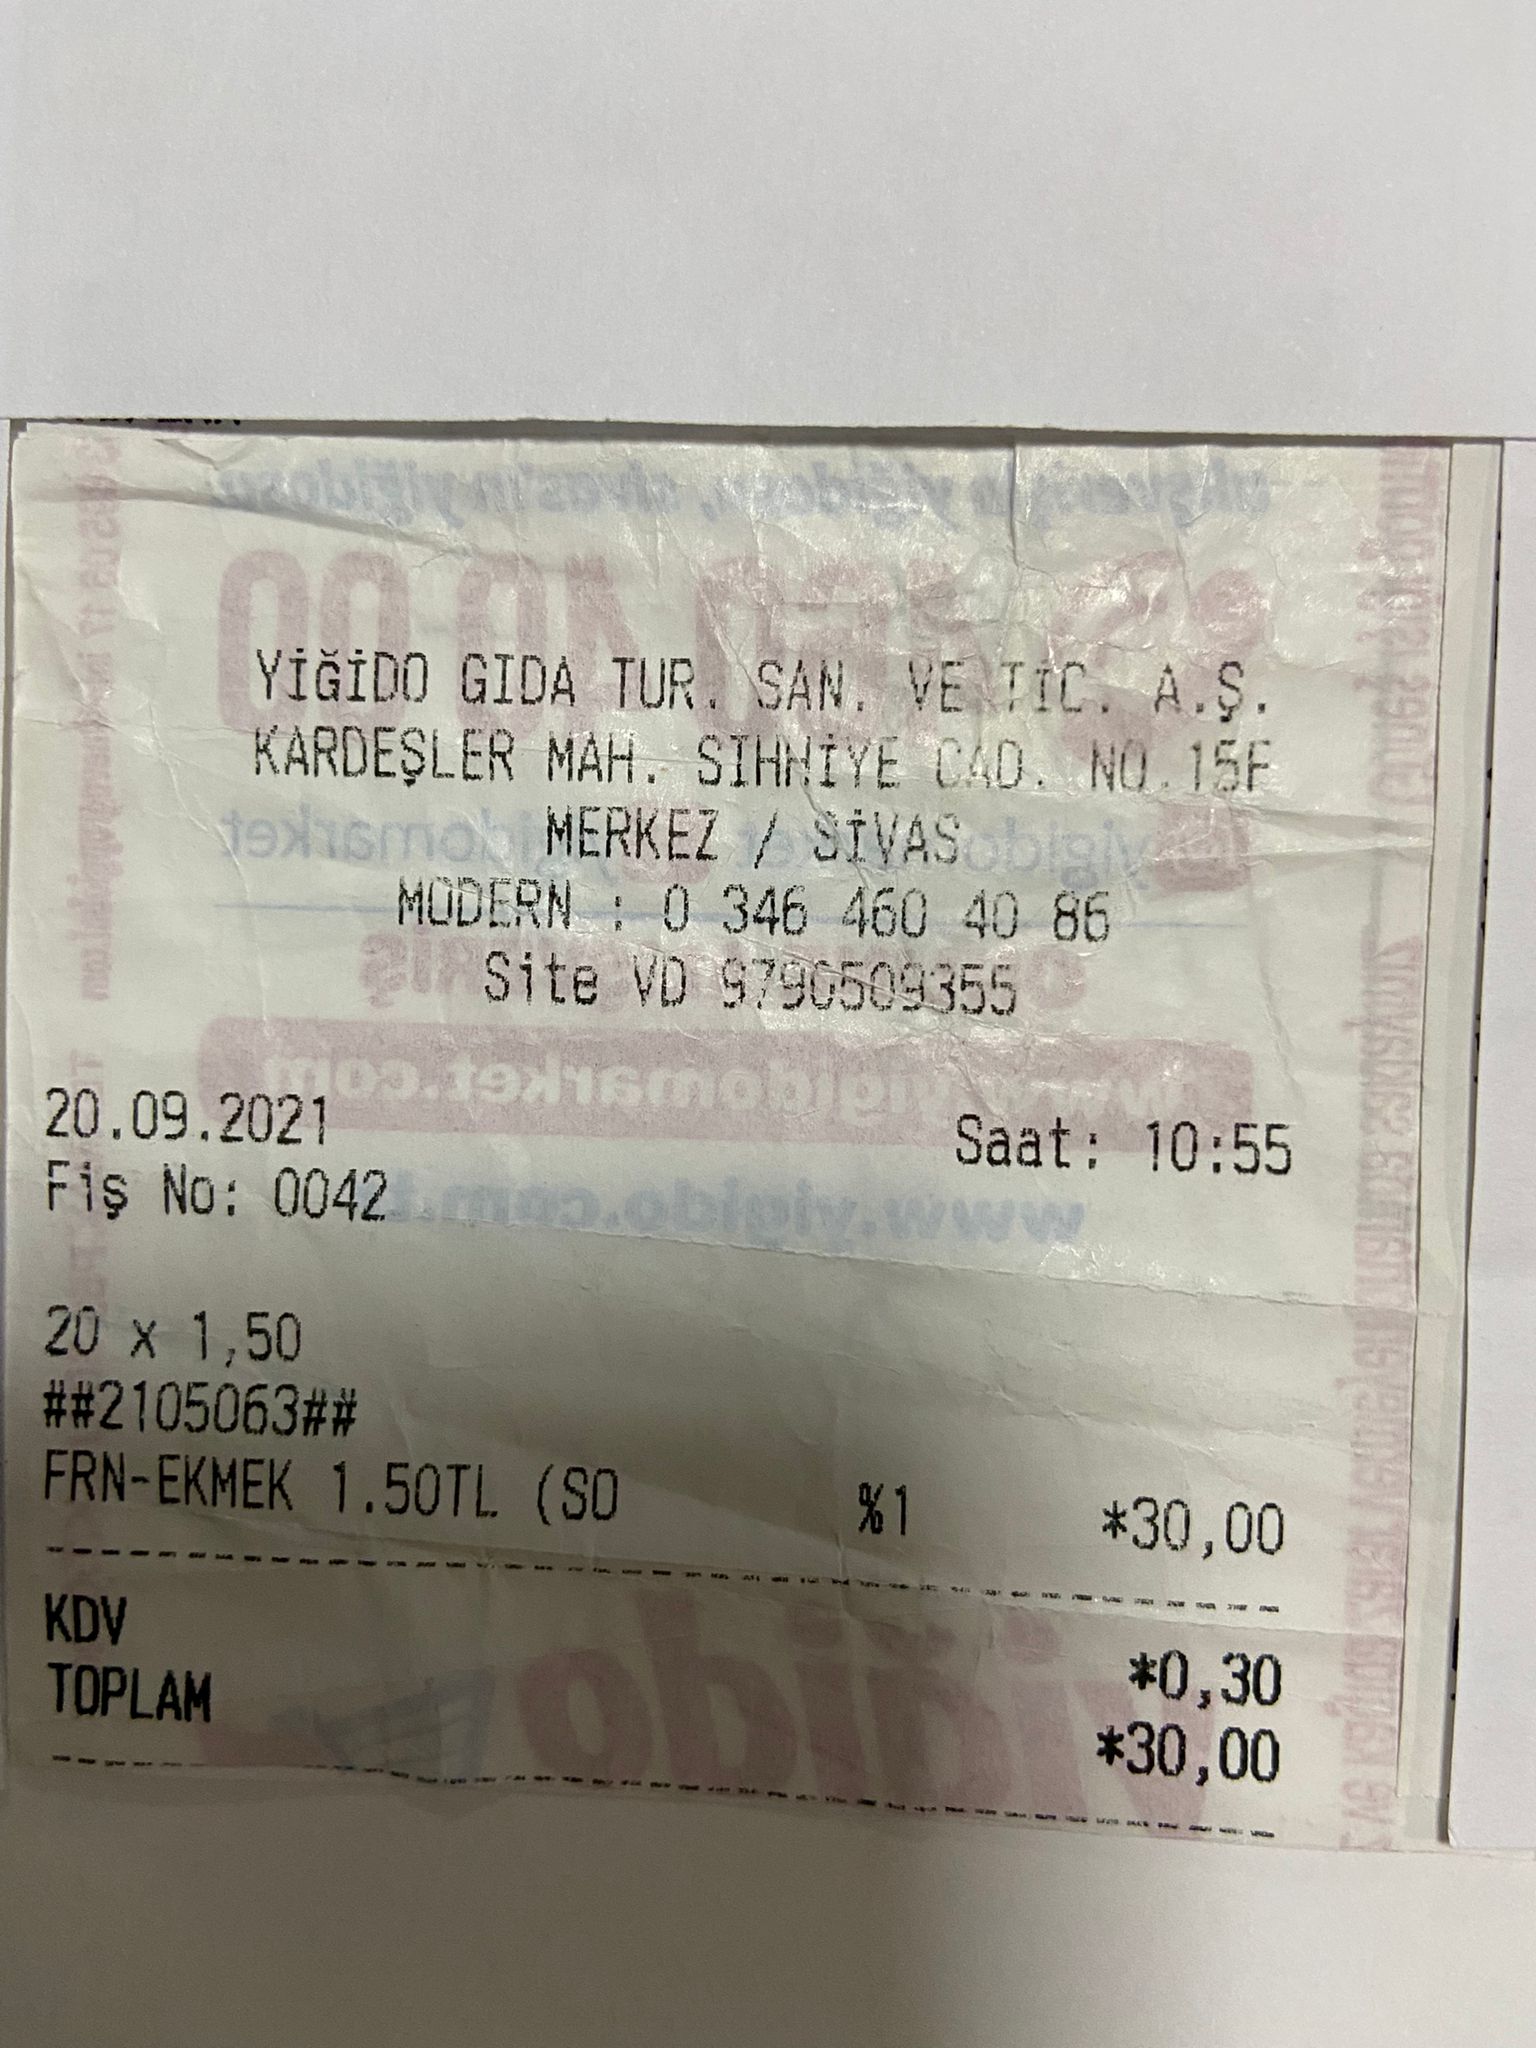 YİĞİDO GIDA TUR. SAN. VE TİC. A.Ş.
KARDEŞLER MAH. SIHHİYE CAD. NO.15F
MERKEZ / SİVAS
MODERN : 0 346 460 40 86
Site VD 9790509355
20.09.2021 Saat: 10:55
Fiş No: 0042
20 x 1,50
##2105063##
FRN-EKMEK 1.50TL (SO %1 *30,00
KDV *0,30
TOPLAM *30,00